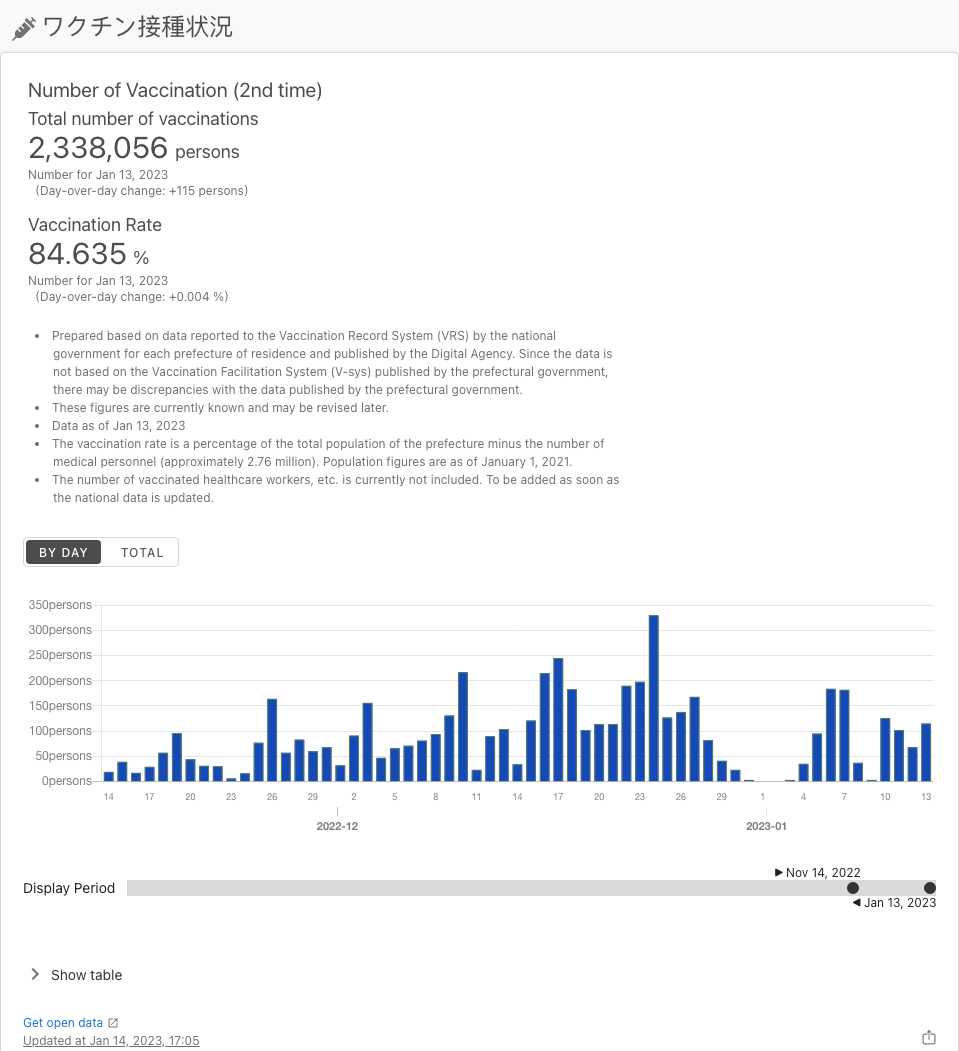 ワクチン接種状況
Number of Vaccination (2nd time)
Total number of vaccinations
2,338,056 persons
Number for Jan 13, 2023
(Day-over-day change: +115 persons)
Vaccination Rate
84.635 %
Number for Jan 13, 2023
(Day-over-day change: +0.004 %)
• Prepared based on data reported to the Vaccination Record System (VRS) by the national
government for each prefecture of residence and published by the Digital Agency. Since the data is
not based on the Vaccination Facilitation System (V-sys) published by the prefectural government,
there may be discrepancies with the data published by the prefectural government.
• These figures are currently known and may be revised later.
• Data as of Jan 13, 2023
• The vaccination rate is a percentage of the total population of the prefecture minus the number of
medical personnel (approximately 2.76 million). Population figures are as of January 1, 2021.
• The number of vaccinated healthcare workers, etc. is currently not included. To be added as soon as
the national data is updated.
BY DAY TOTAL
350persons
300persons
250persons
200persons
150persons
100persons
50persons
0persons
14 17 20 23 26 29 2 5 8 11 14 17 20 23 26 29 1 4 7 10 13
2022-12 2023-01
Nov 14, 2022
Display Period
Jan 13, 2023
Show table
Get open data
Updated at Jan 14, 2023, 17:05